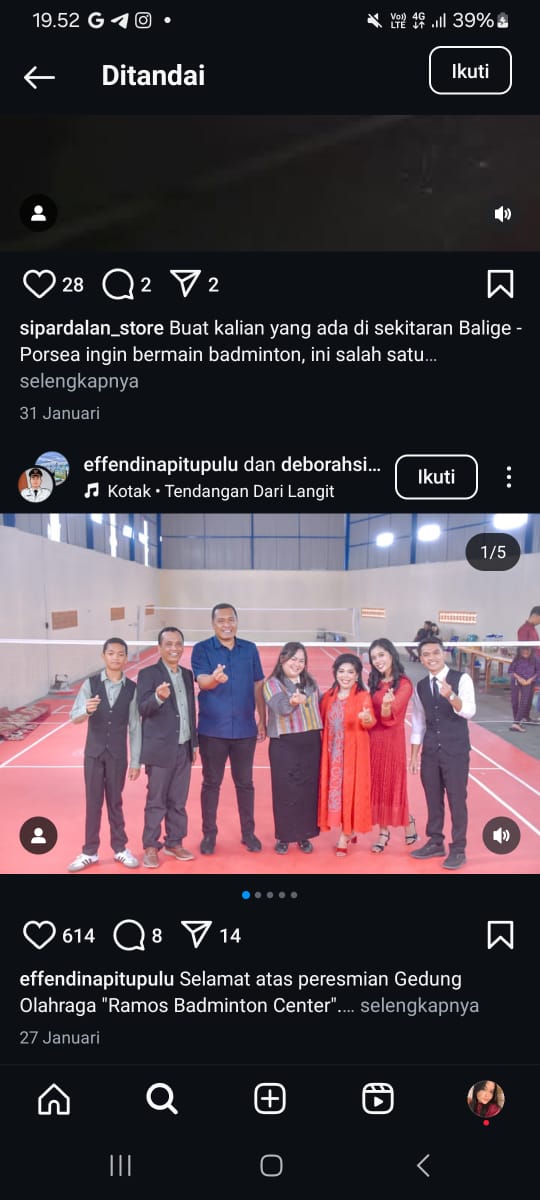 19.52
Vo)) 4G
LTE
39%
Ditandai
Ikuti
28 2 2
sipardalan_store Buat kalian yang ada di sekitaran Balige -
Porsea ingin bermain badminton, ini salah satu...
selengkapnya
31 Januari
effendinapitupulu dan deborahsi...
Kotak • Tendangan Dari Langit
Ikuti
1/5
614 8 14
effendinapitupulu Selamat atas peresmian Gedung
Olahraga "Ramos Badminton Center".... selengkapnya
27 Januari